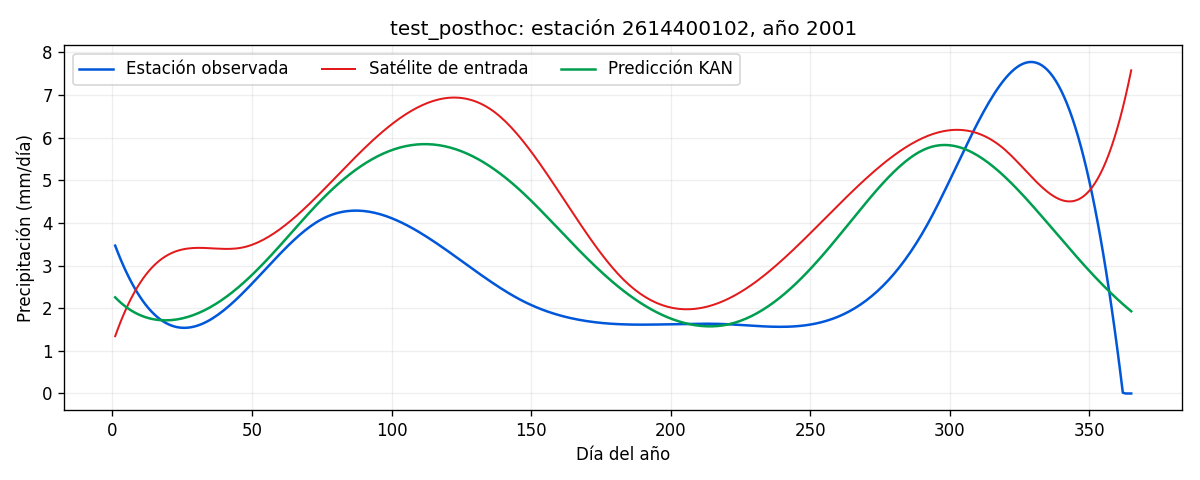 test_posthoc: estación 2614400102, año 2001
Estación observada
Satélite de entrada
Predicción KAN
Precipitación (mm/día)
8
7
6
5
4
3
2
1
0
0 50 100 150 200 250 300 350
Día del año